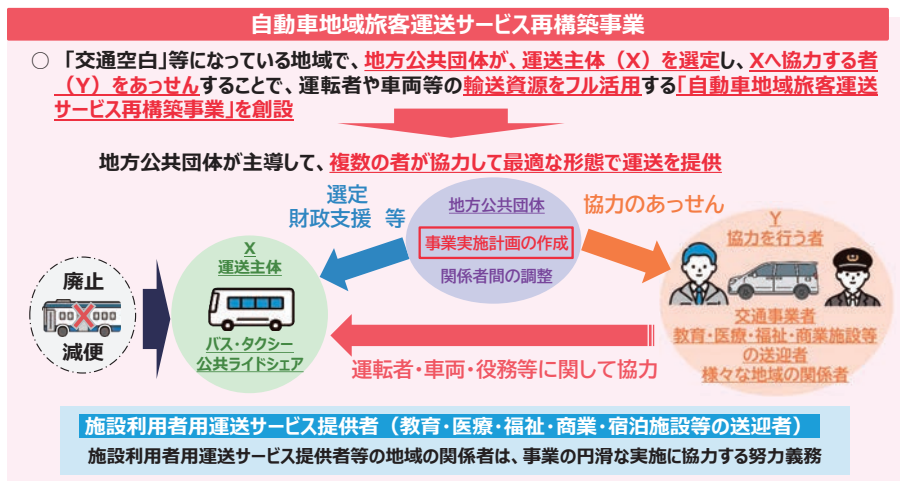 自動車地域旅客運送サービス再構築事業
○ 「交通空白」等になっている地域で、地方公共団体が、運送主体（X）を選定し、Xへ協力する者
（Y）をあっせんすることで、運転者や車両等の輸送資源をフル活用する「自動車地域旅客運送
サービス再構築事業」を創設
地方公共団体が主導して、複数の者が協力して最適な形態で運送を提供
選定
財政支援 等
地方公共団体
事業実施計画の作成
関係者間の調整
協力のあっせん
廃止
減便
X
運送主体
バス・タクシー
公共ライドシェア
Y
協力を行う者
交通事業者
教育・医療・福祉・商業施設等
の送迎者
様々な地域の関係者
運転者・車両・役務等に関して協力
施設利用者用運送サービス提供者（教育・医療・福祉・商業・宿泊施設等の送迎者）
施設利用者用運送サービス提供者等の地域の関係者は、事業の円滑な実施に協力する努力義務